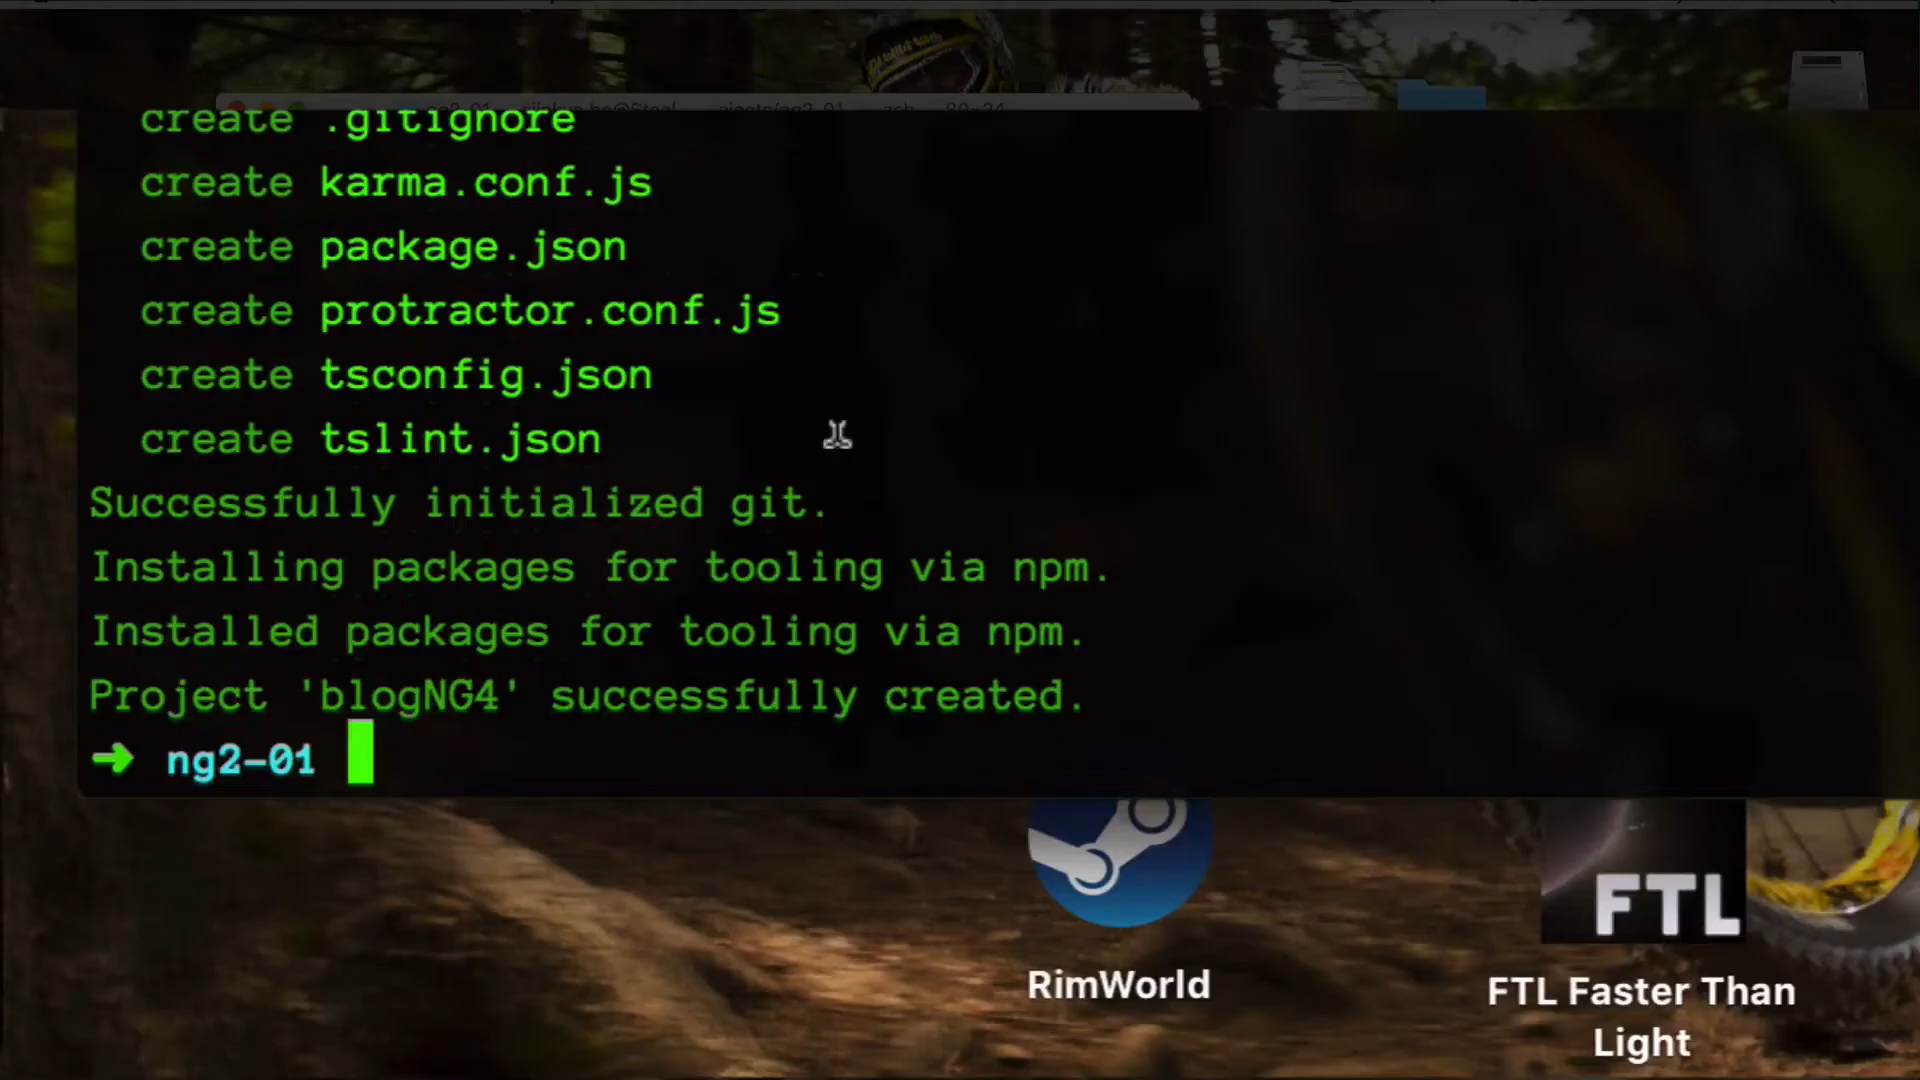 create .gitignore
create karma.conf.js
create package.json
create protractor.conf.js
create tsconfig.json
create tslint.json
Successfully initialized git.
Installing packages for tooling via npm.
Installed packages for tooling via npm.
Project 'blogNG4' successfully created.
➜ ng2-01
FTL
RimWorld
FTL Faster Than
Light